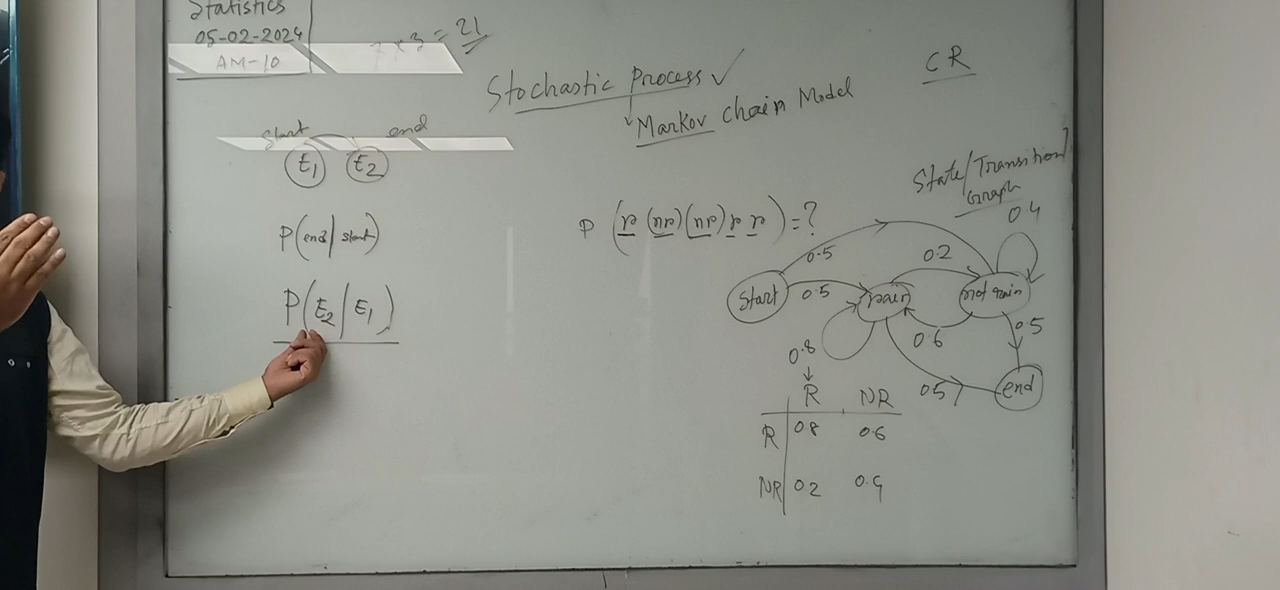 Statistics
05-02-2024
AM-10
7 × 3 = 21
Stochastic Process ✓
↓ Markov Chain Model
CR
Start end
E₁ E₂
P(end / start)
P(E₂ / E₁)
P (r (nr) (nr) r r) = ?
State/Transition
Graph
0.4
0.5 0.2
Start 0.5 rain not rain
0.8 0.6 0.5
0.5 end
R NR
R 0.8 0.6
NR 0.2 0.4